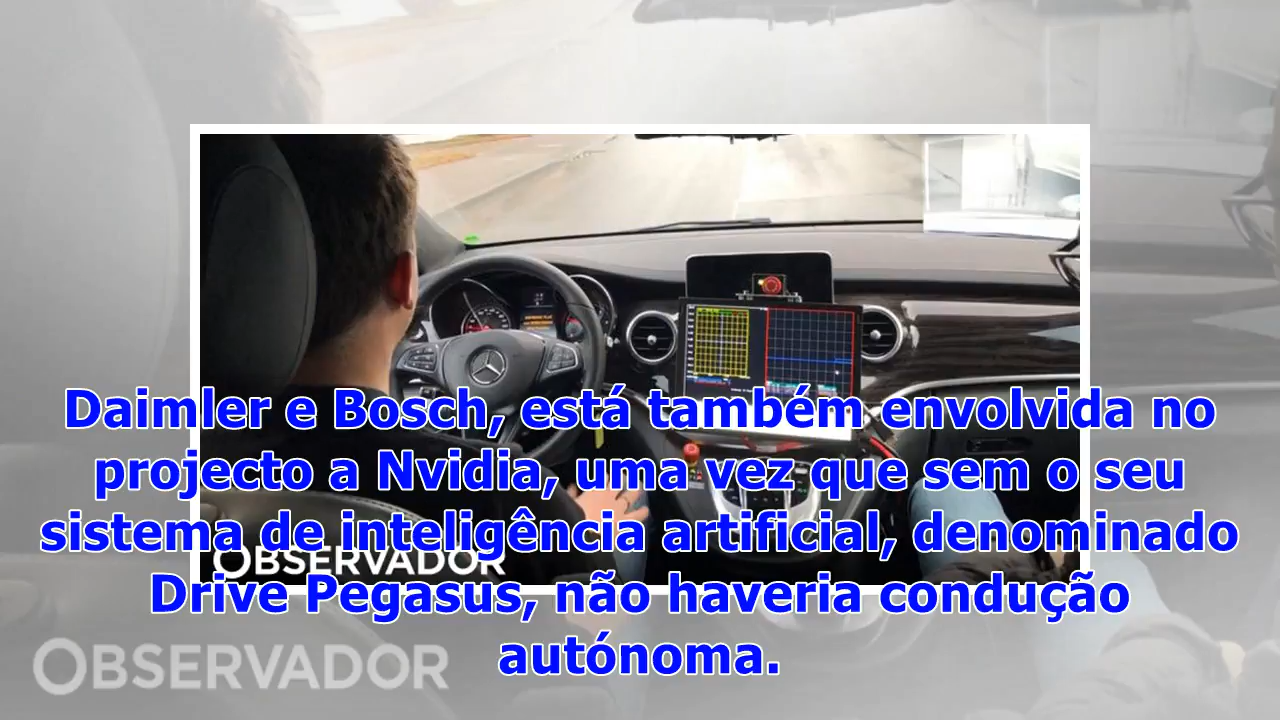 Daimler e Bosch, está também envolvida no
projecto a Nvidia, uma vez que sem o seu
sistema de inteligência artificial, denominado
OBSERVADOR
Drive Pegasus, não haveria condução
autónoma.
OBSERVADOR